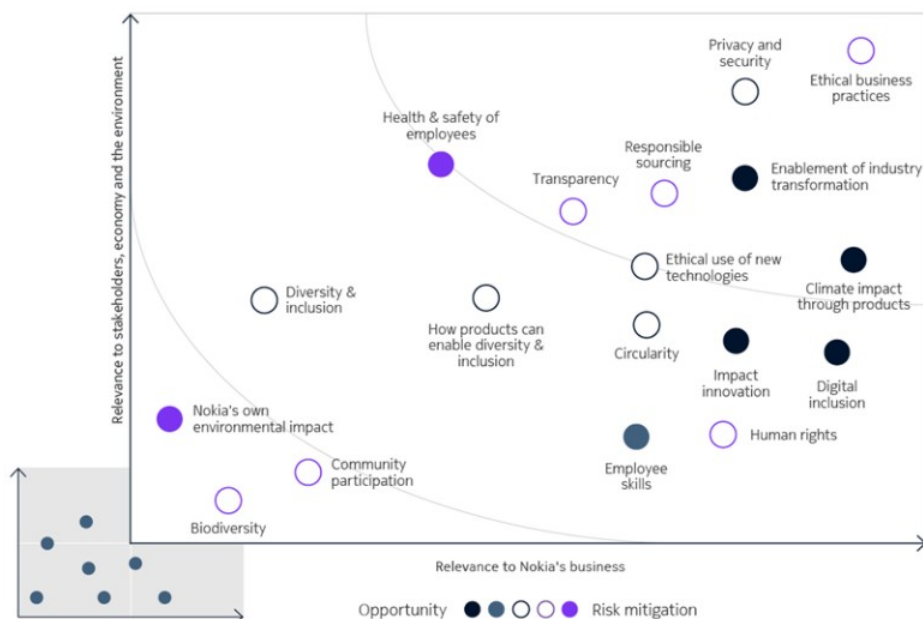 Relevance to stakeholders, economy and the environment
Privacy and
security
Ethical business
practices
Health & safety of
employees
Responsible
sourcing
Transparency
Enablement of industry
transformation
Ethical use of new
technologies
Climate impact
through products
Diversity &
inclusion
How products can
enable diversity &
inclusion
Circularity
Impact
innovation
Digital
inclusion
Nokia's own
environmental impact
Human rights
Community
participation
Employee
skills
Biodiversity
Relevance to Nokia's business
Opportunity
Risk mitigation